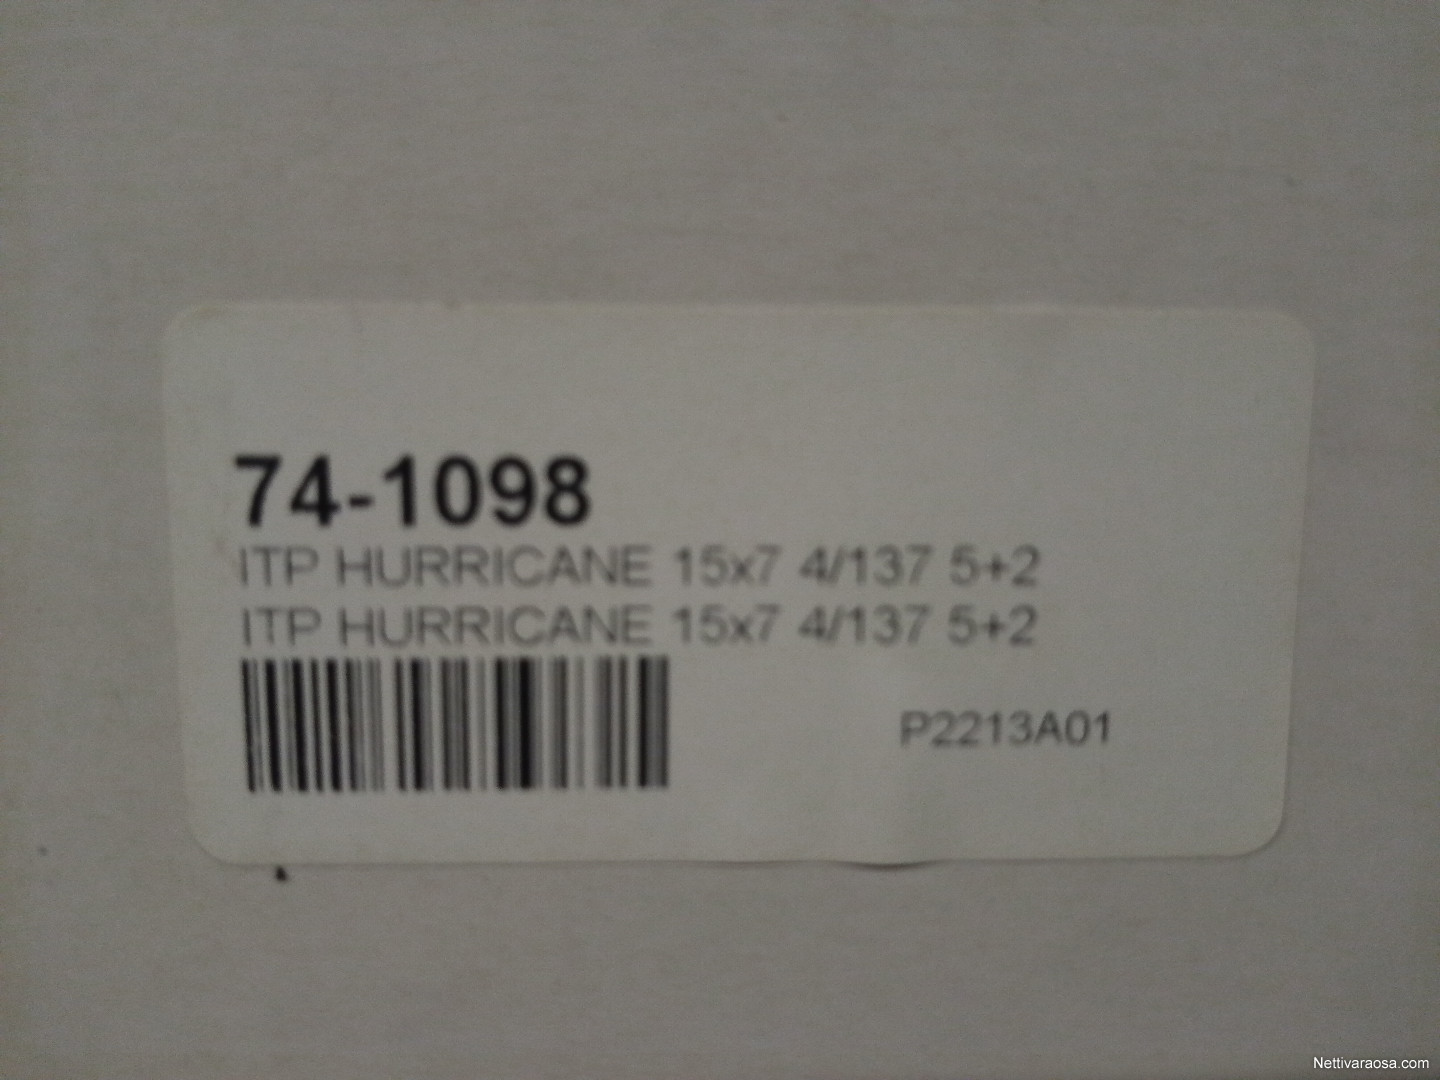 74-1098
ITP HURRICANE 15x7 4/137 5+2
ITP HURRICANE 15x7 4/137 5+2
P2213A01
Nettivaraosa.com